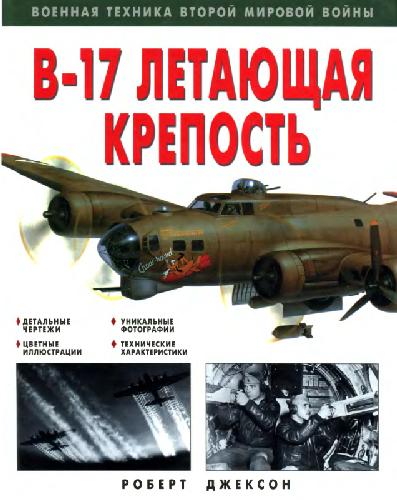 ВОЕННАЯ ТЕХНИКА ВТОРОЙ МИРОВОЙ ВОЙНЫ
В-17 ЛЕТАЮЩАЯ
КРЕПОСТЬ
ДЕТАЛЬНЫЕ
ЧЕРТЕЖИ
ЦВЕТНЫЕ
ИЛЛЮСТРАЦИИ
УНИКАЛЬНЫЕ
ФОТОГРАФИИ
ТЕХНИЧЕСКИЕ
ХАРАКТЕРИСТИКИ
РОБЕРТ ДЖЕКСОН